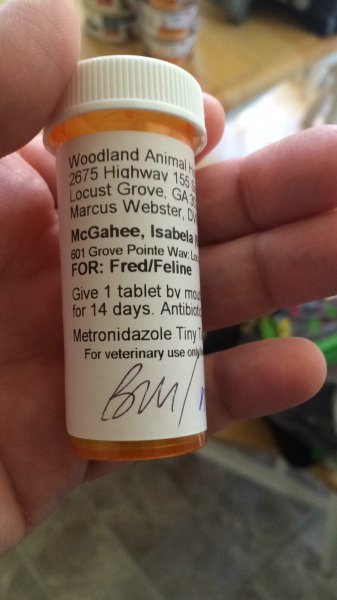 Woodland Animal
2675 Highway 155
Locust Grove, GA
Marcus Webster,
McGahee, Isabela
601 Grove Pointe Way:
FOR: Fred/Feline
Give 1 tablet by
for 14 days.
Metronidazole Tiny
For veterinary use only